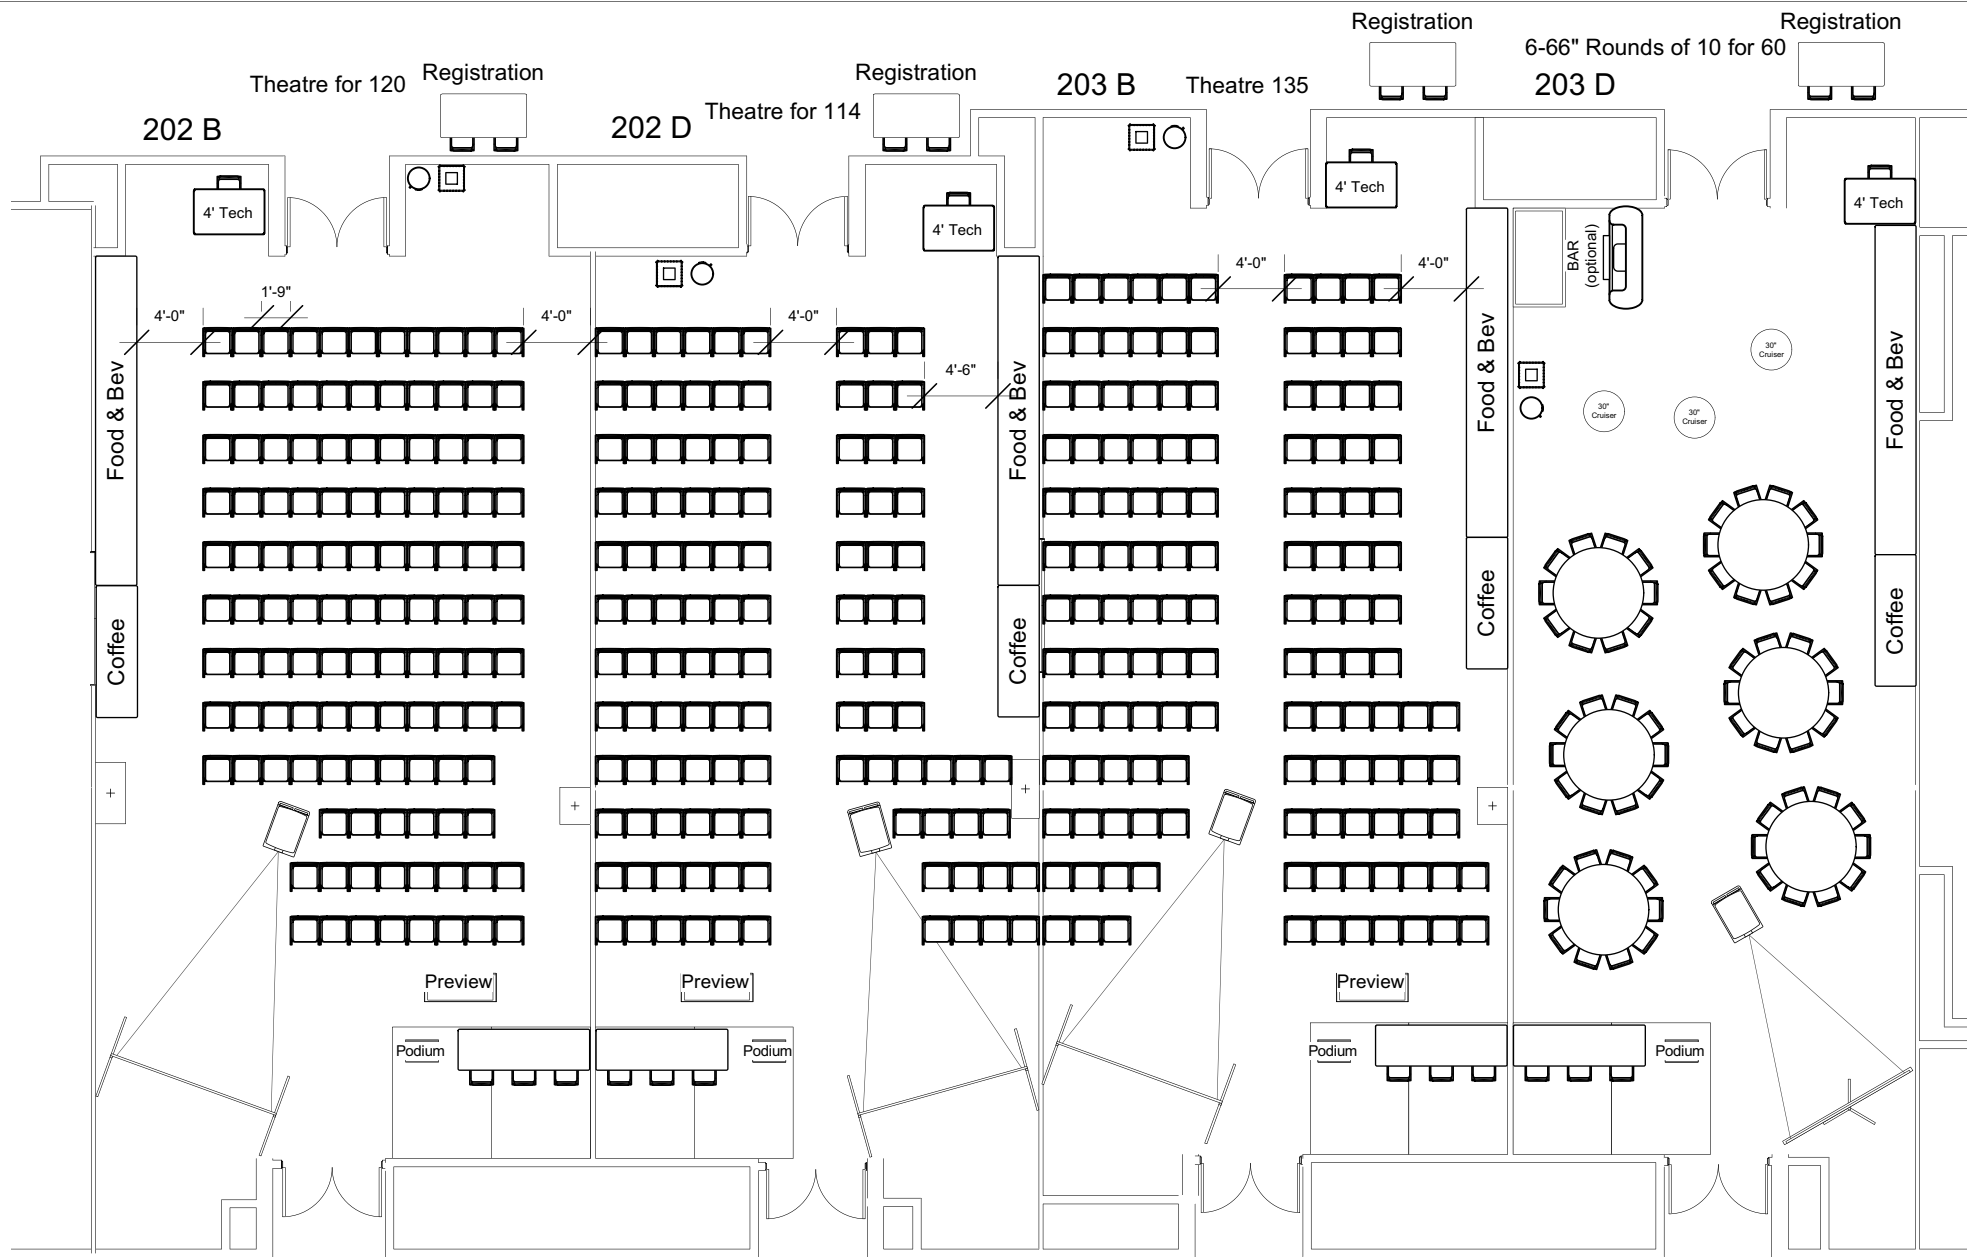 Registration
Registration
6-66" Rounds of 10 for 60
Theatre for 120
Registration
Registration
203 B
Theatre 135
203 D
Theatre for 114
202 B
202 D
4' Tech
4' Tech
4' Tech
4' Tech
BAR
(optional)
4'-0"
1'-9"
4'-0"
4'-0"
4'-6"
4'-0"
4'-0"
30"
Cruiser
30"
Cruiser
30"
Cruiser
Food & Bev
Food & Bev
Food & Bev
Food & Bev
Coffee
Coffee
Coffee
Coffee
Preview
Preview
Preview
Podium
Podium
Podium
Podium